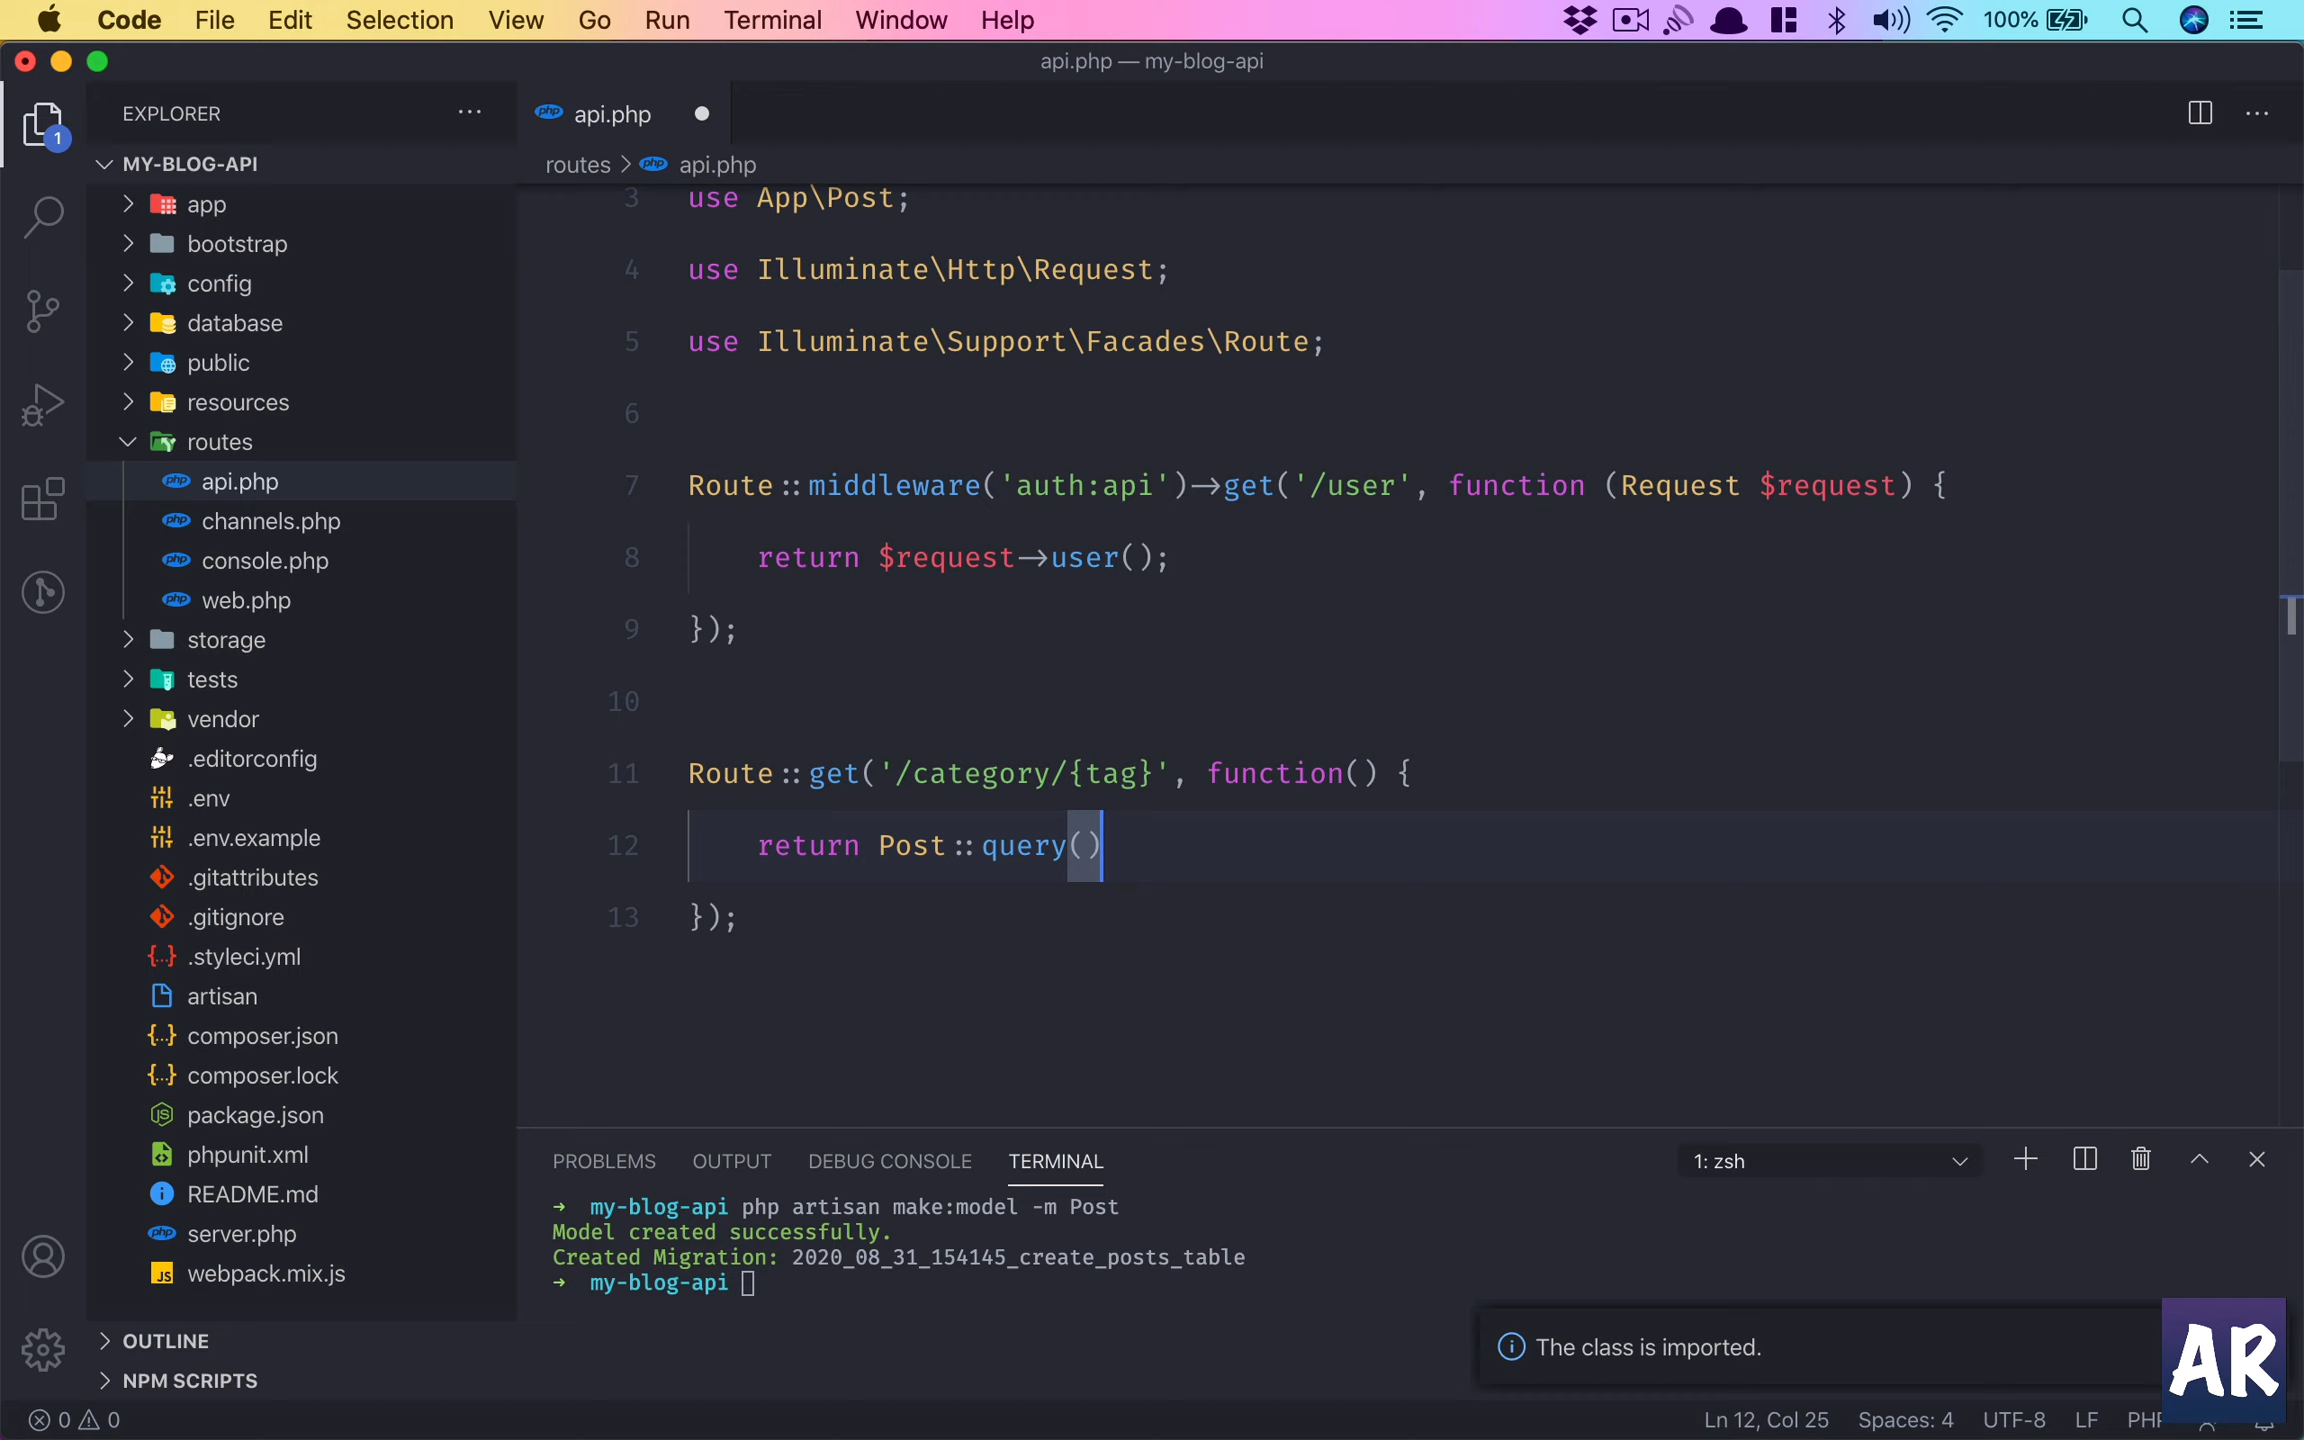 Code File Edit Selection View Go Run Terminal Window Help 100%
api.php — my-blog-api
EXPLORER
api.php
1
MY-BLOG-API
routes > api.php
app
bootstrap
config
database
public
resources
routes
api.php
channels.php
console.php
web.php
storage
tests
vendor
.editorconfig
.env
.env.example
.gitattributes
.gitignore
.styleci.yml
artisan
composer.json
composer.lock
package.json
phpunit.xml
README.md
server.php
webpack.mix.js
OUTLINE
NPM SCRIPTS
3 use App\Post;
4 use Illuminate\Http\Request;
5 use Illuminate\Support\Facades\Route;
6
7 Route::middleware('auth:api')->get('/user', function (Request $request) {
8 return $request->user();
9 });
10
11 Route::get('/category/{tag}', function() {
12 return Post::query()
13 });
PROBLEMS OUTPUT DEBUG CONSOLE TERMINAL 1: zsh
→ my-blog-api php artisan make:model -m Post
Model created successfully.
Created Migration: 2020_08_31_154145_create_posts_table
→ my-blog-api
The class is imported.
AR
0 0 Ln 12, Col 25 Spaces: 4 UTF-8 LF